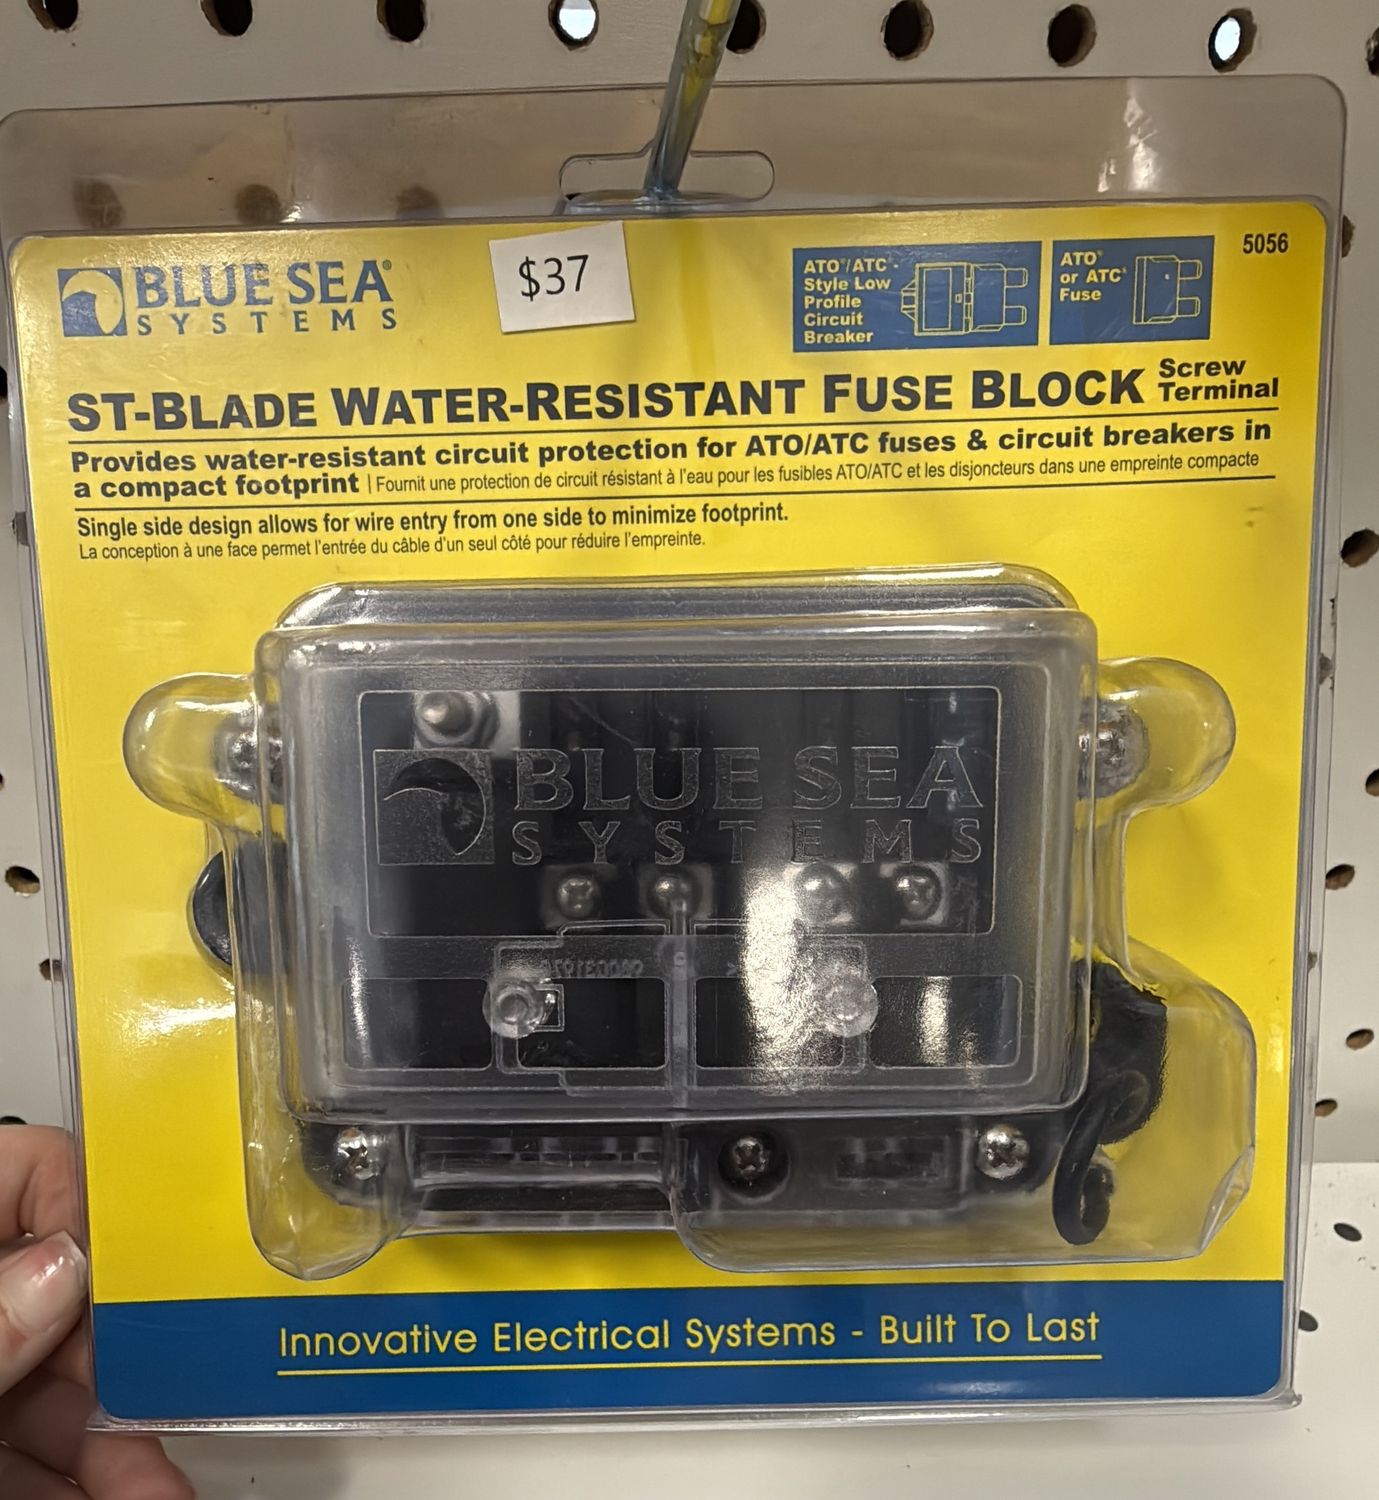 BLUE SEA®
SYSTEMS
$37
ATO®/ATC®-
Style Low
Profile
Circuit
Breaker
ATO®
or ATC®
Fuse
5056
ST-BLADE WATER-RESISTANT FUSE BLOCK Screw
Terminal
Provides water-resistant circuit protection for ATO/ATC fuses & circuit breakers in
a compact footprint | Fournit une protection de circuit résistant à l'eau pour les fusibles ATO/ATC et les disjoncteurs dans une empreinte compacte
Single side design allows for wire entry from one side to minimize footprint.
La conception à une face permet l'entrée du câble d'un seul côté pour réduire l'empreinte.
BLUE SEA
SYSTEMS
Innovative Electrical Systems - Built To Last